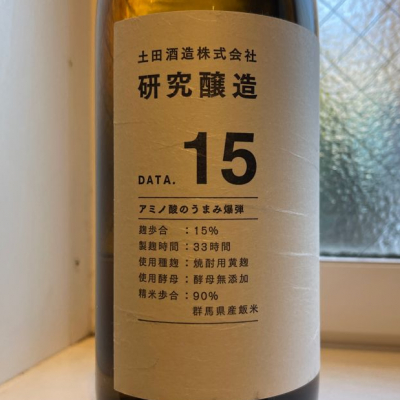 土田酒造株式会社
研究醸造
DATA. 15
アミノ酸のうまみ爆弾
麹歩合 ：15%
製麹時間：33時間
使用種麹：焼酎用黄麹
使用酵母：酵母無添加
精米歩合：90%
群馬県産飯米